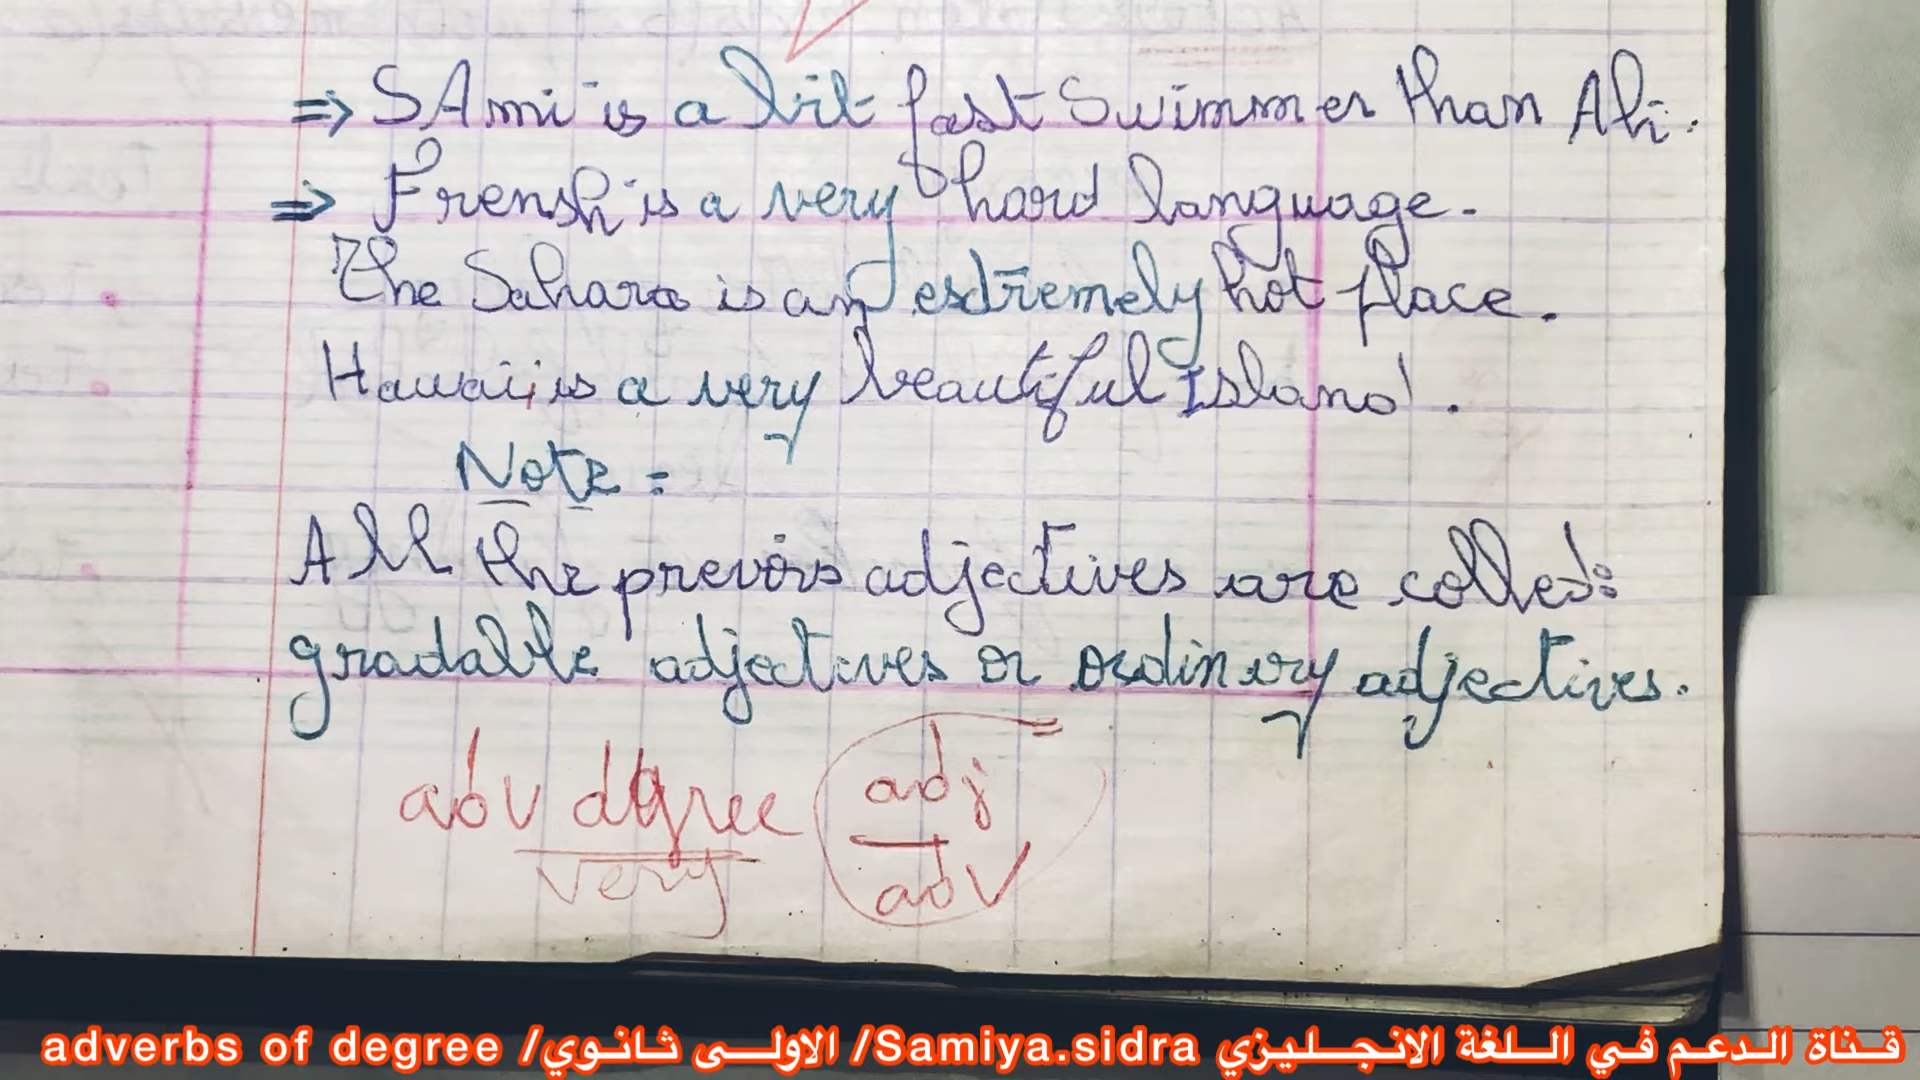 ⇒ SAmi is a bit fast Swimmer than Ali.
⇒ Frensh is a very hard language.
The Sahara is an extremely hot place.
Hawaii is a very beautiful Island.
Note :
All the previos adjectives are called:
gradable adjectives or ordinary adjectives.
adv degree adj
very adv
adverbs of degree /الاولى ثانوي /Samiya.sidra قناة الدعم في اللغة الانجليزي